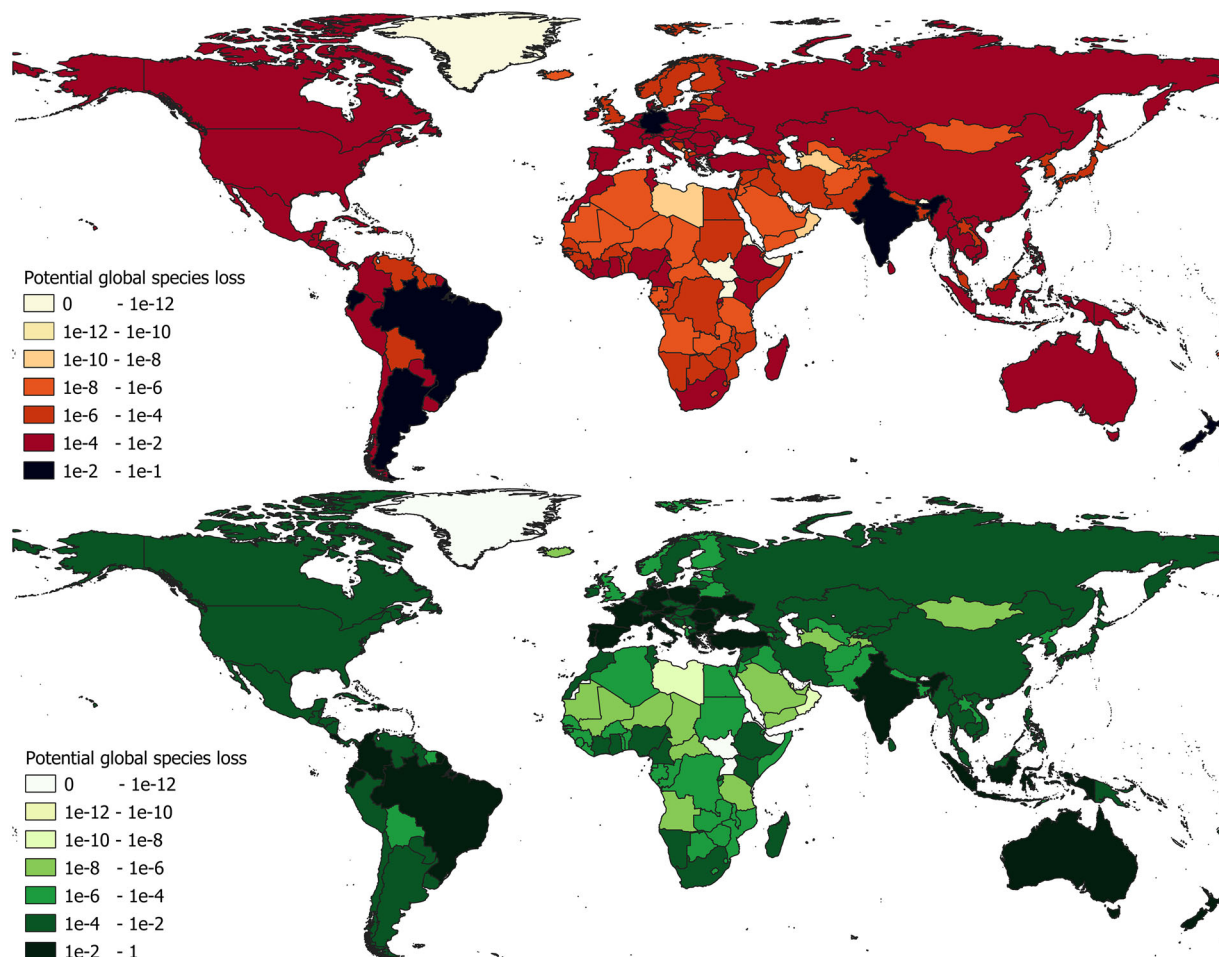 Potential global species loss
0 - 1e-12
1e-12 - 1e-10
1e-10 - 1e-8
1e-8 - 1e-6
1e-6 - 1e-4
1e-4 - 1e-2
1e-2 - 1e-1
Potential global species loss
0 - 1e-12
1e-12 - 1e-10
1e-10 - 1e-8
1e-8 - 1e-6
1e-6 - 1e-4
1e-4 - 1e-2
1e-2 - 1